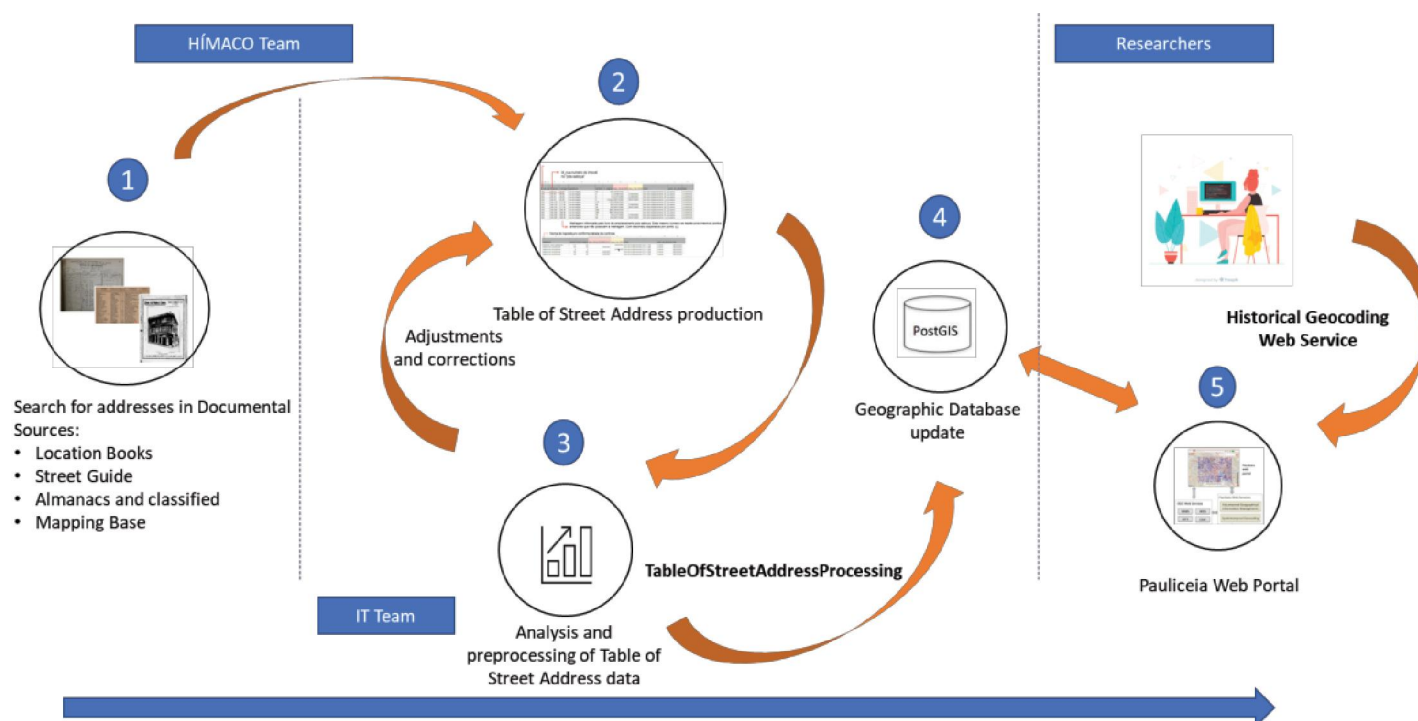 HÍMACO Team
Researchers
1
2
3
4
5
Search for addresses in Documental
Sources:
• Location Books
• Street Guide
• Almanacs and classified
• Mapping Base
Table of Street Address production
Adjustments
and corrections
Analysis and
preprocessing of Table of
Street Address data
TableOfStreetAddressProcessing
IT Team
PostGIS
Geographic Database
update
Historical Geocoding
Web Service
Pauliceia Web Portal